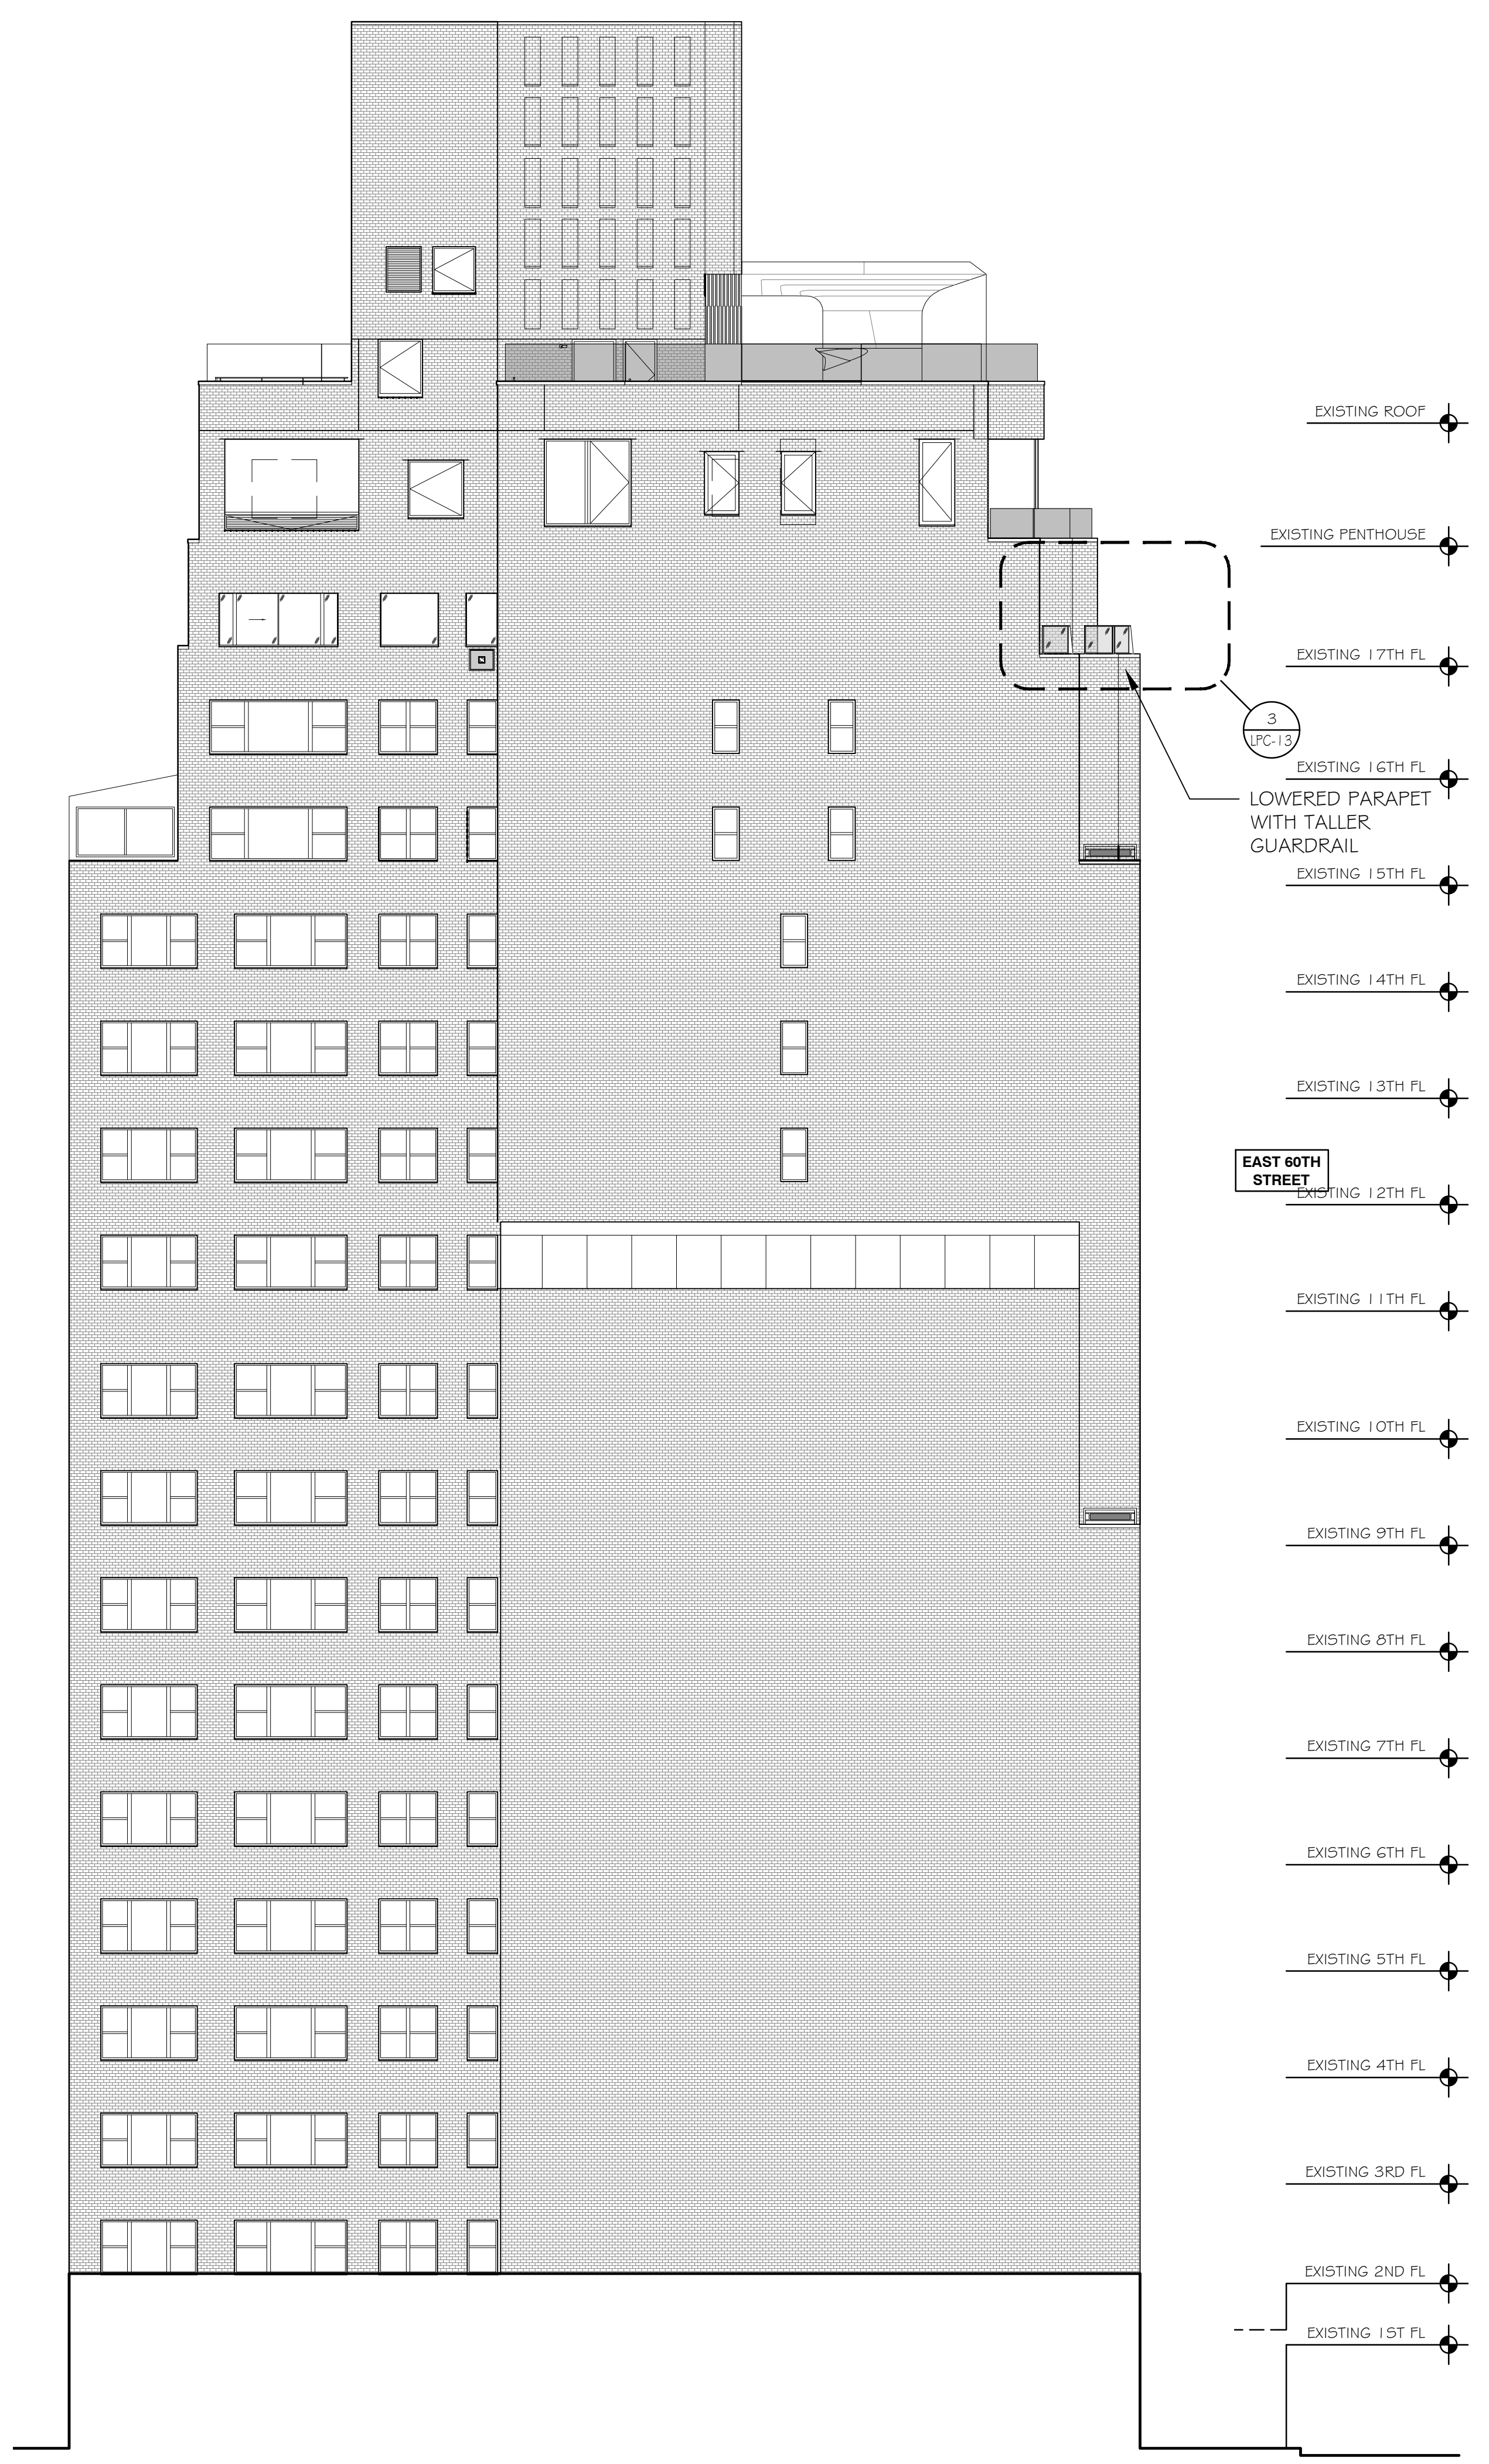 EXISTING ROOF
EXISTING PENTHOUSE
EXISTING 17TH FL
3
LPC-13
EXISTING 16TH FL
LOWERED PARAPET
WITH TALLER
GUARDRAIL
EXISTING 15TH FL
EXISTING 14TH FL
EXISTING 13TH FL
EAST 60TH
STREET
EXISTING 12TH FL
EXISTING 11TH FL
EXISTING 10TH FL
EXISTING 9TH FL
EXISTING 8TH FL
EXISTING 7TH FL
EXISTING 6TH FL
EXISTING 5TH FL
EXISTING 4TH FL
EXISTING 3RD FL
EXISTING 2ND FL
EXISTING 1ST FL